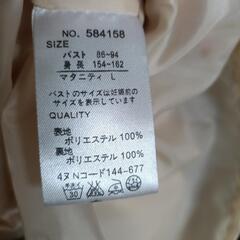 NO. 584158
SIZE
バスト 86~94
身長 154~162
マタニティ L
バストのサイズは妊娠前の
サイズを表示しています
QUALITY
表地
ポリエステル 100%
裏地
ポリエステル 100%
4ヌNコード144-677
30